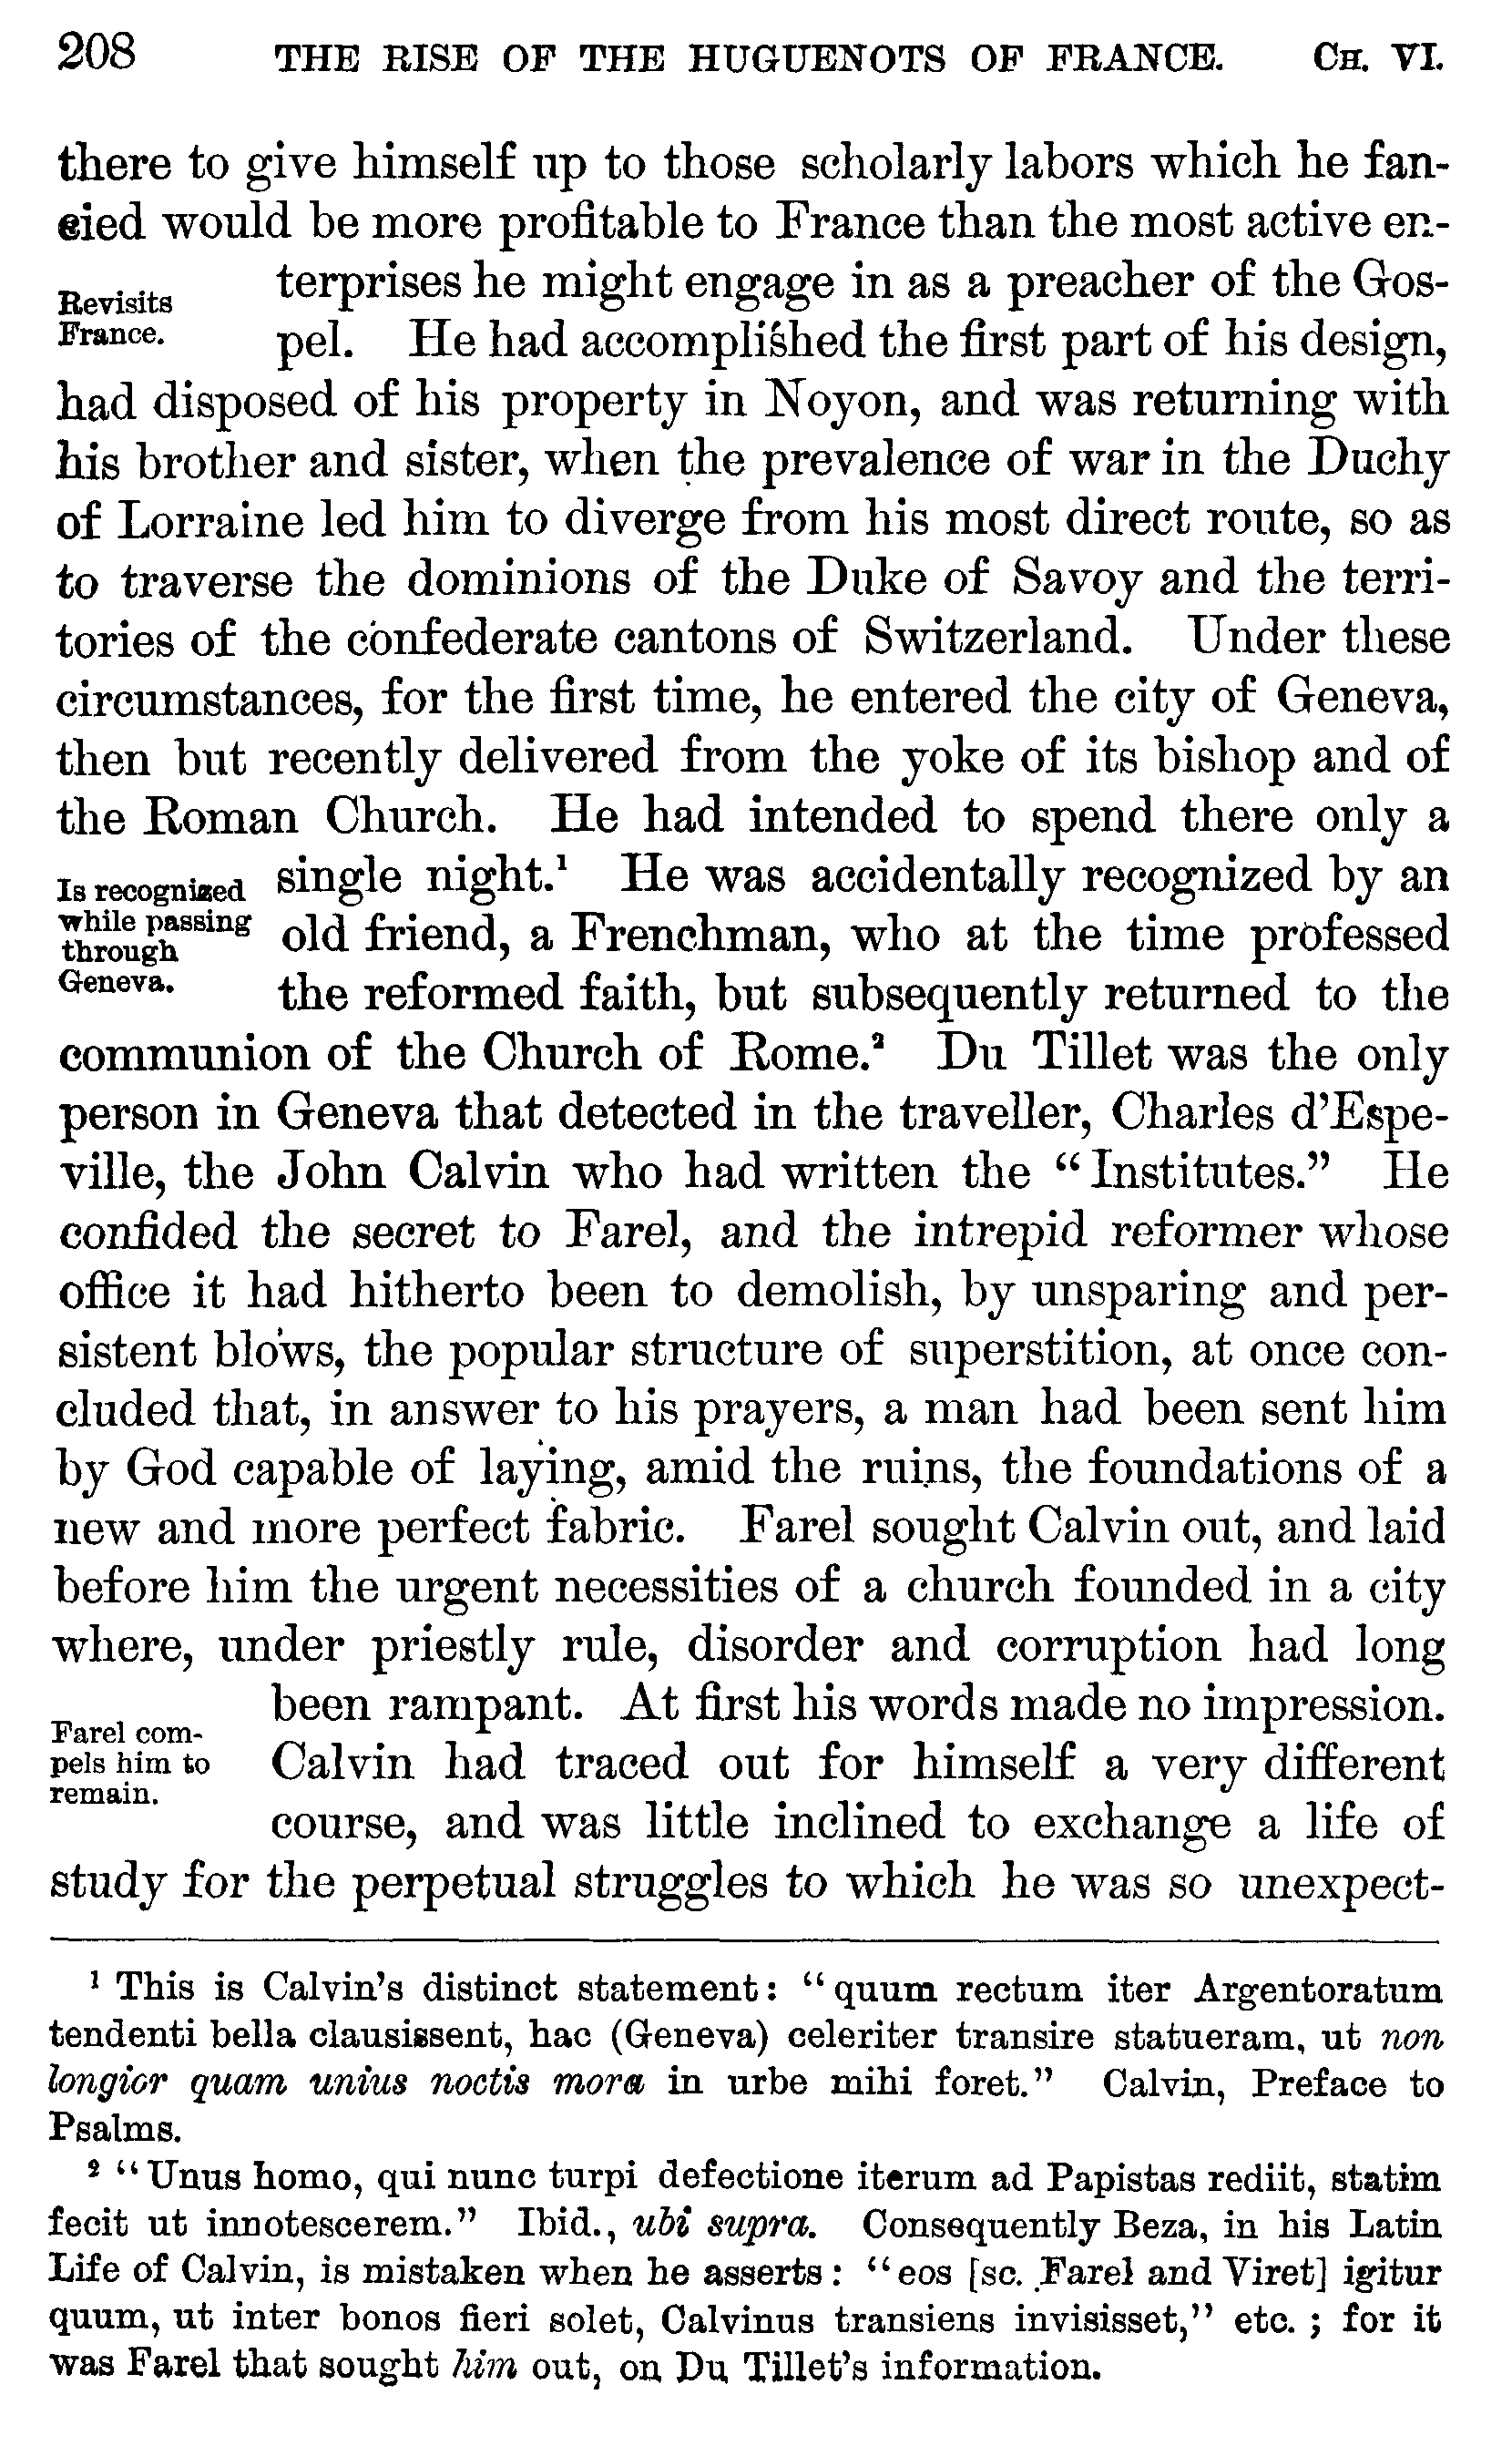 208 THE RISE OF THE HUGUENOTS OF FRANCE. CH. VI.
there to give himself up to those scholarly labors which he fan-
cied would be more profitable to France than the most active en-
Revisits
France.
terprises he might engage in as a preacher of the Gos-
pel. He had accomplished the first part of his design,
had disposed of his property in Noyon, and was returning with
his brother and sister, when the prevalence of war in the Duchy
of Lorraine led him to diverge from his most direct route, so as
to traverse the dominions of the Duke of Savoy and the terri-
tories of the confederate cantons of Switzerland. Under these
circumstances, for the first time, he entered the city of Geneva,
then but recently delivered from the yoke of its bishop and of
the Roman Church. He had intended to spend there only a
Is recognized
while passing
through
Geneva.
single night.¹ He was accidentally recognized by an
old friend, a Frenchman, who at the time professed
the reformed faith, but subsequently returned to the
communion of the Church of Rome.² Du Tillet was the only
person in Geneva that detected in the traveller, Charles d'Espe-
ville, the John Calvin who had written the "Institutes." He
confided the secret to Farel, and the intrepid reformer whose
office it had hitherto been to demolish, by unsparing and per-
sistent blows, the popular structure of superstition, at once con-
cluded that, in answer to his prayers, a man had been sent him
by God capable of laying, amid the ruins, the foundations of a
new and more perfect fabric. Farel sought Calvin out, and laid
before him the urgent necessities of a church founded in a city
where, under priestly rule, disorder and corruption had long
Farel com-
pels him to
remain.
been rampant. At first his words made no impression.
Calvin had traced out for himself a very different
course, and was little inclined to exchange a life of
study for the perpetual struggles to which he was so unexpect-
¹ This is Calvin's distinct statement: "quum rectum iter Argentoratum
tendenti bella clausissent, hac (Geneva) celeriter transire statueram, ut non
longior quam unius noctis mora in urbe mihi foret." Calvin, Preface to
Psalms.
² "Unus homo, qui nunc turpi defectione iterum ad Papistas rediit, statim
fecit ut innotescerem." Ibid., ubi supra. Consequently Beza, in his Latin
Life of Calvin, is mistaken when he asserts: "eos [sc. Farel and Viret] igitur
quum, ut inter bonos fieri solet, Calvinus transiens invisisset," etc.; for it
was Farel that sought him out, on Du Tillet's information.